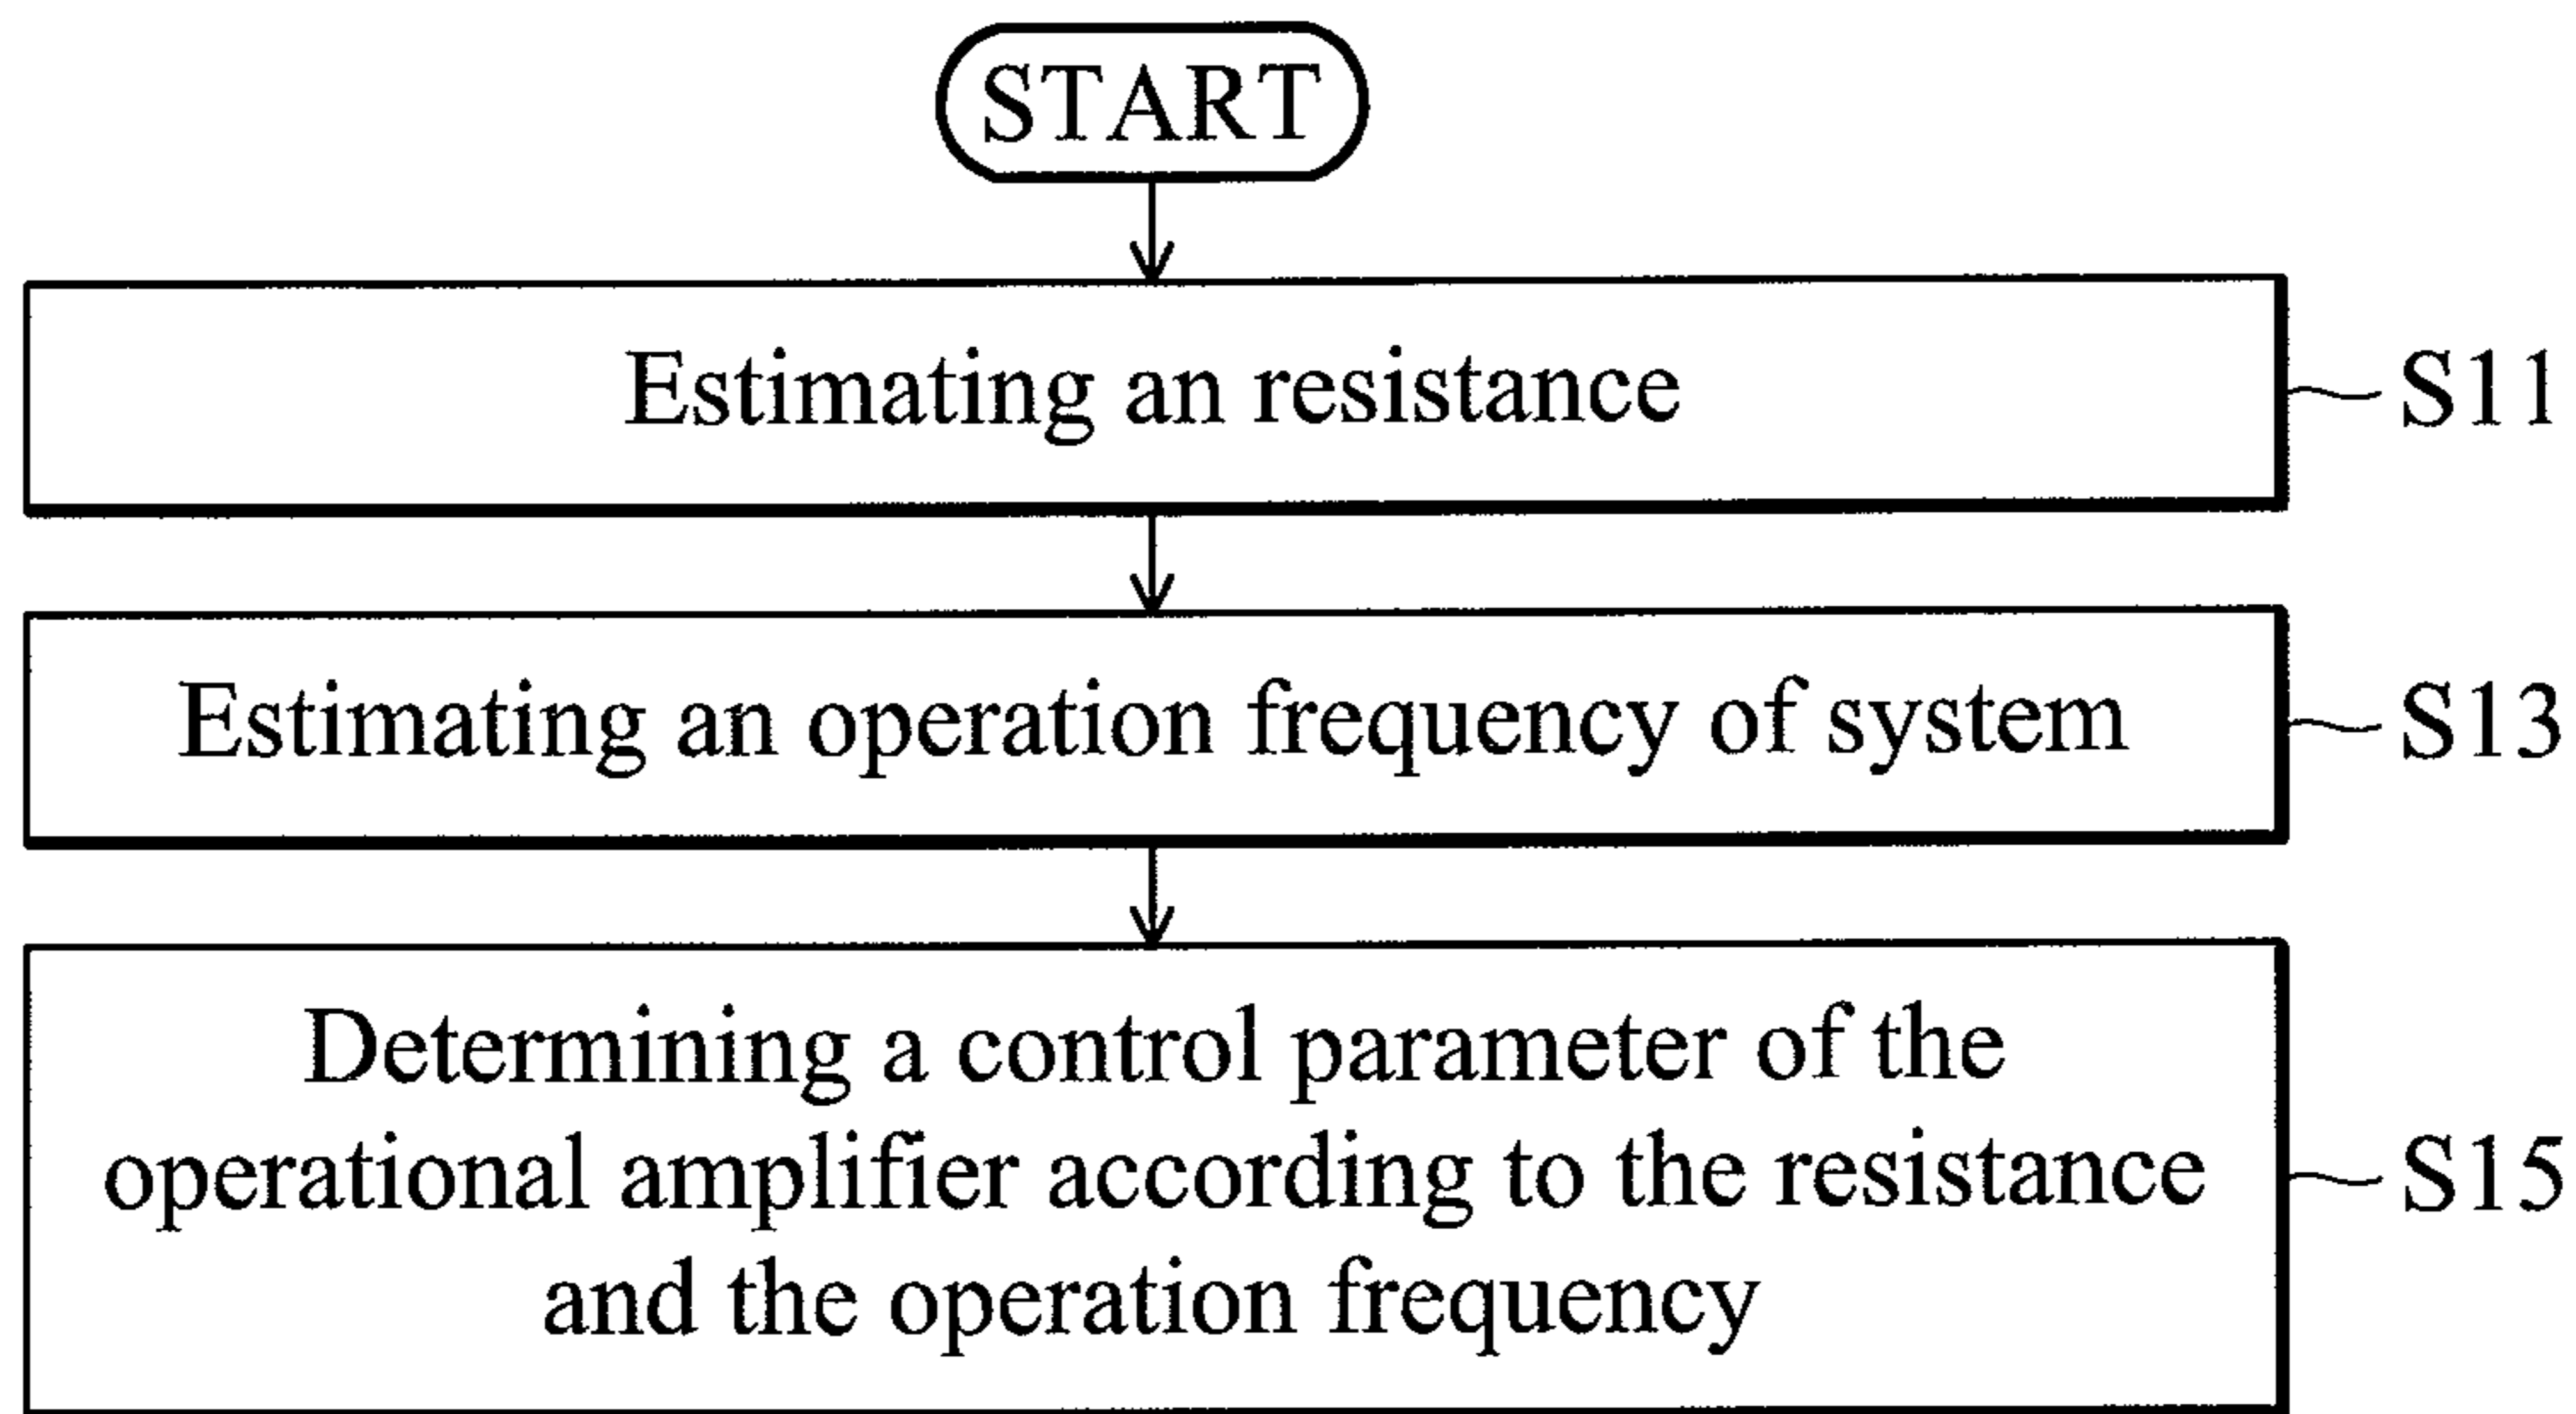 START
Estimating an resistance
S11
Estimating an operation frequency of system
S13
Determining a control parameter of the
operational amplifier according to the resistance
and the operation frequency
S15